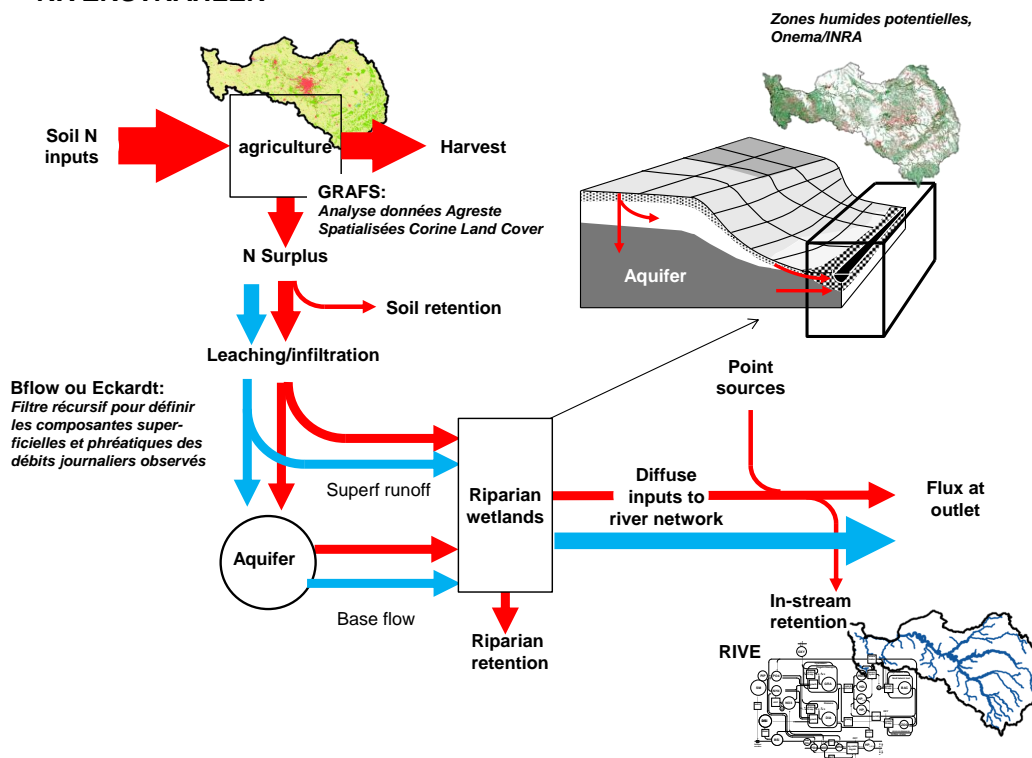 Zones humides potentielles,
Onema/INRA
Soil N
inputs
agriculture
Harvest
GRAFS:
Analyse données Agreste
Spatialisées Corine Land Cover
N Surplus
Aquifer
Soil retention
Leaching/infiltration
Point
sources
Bflow ou Eckardt:
Filtre récursif pour définir
les composantes super-
ficielles et phréatiques des
débits journaliers observés
Superf runoff
Riparian
wetlands
Diffuse
inputs to
river network
Flux at
outlet
Aquifer
Base flow
Riparian
retention
In-stream
retention
RIVE